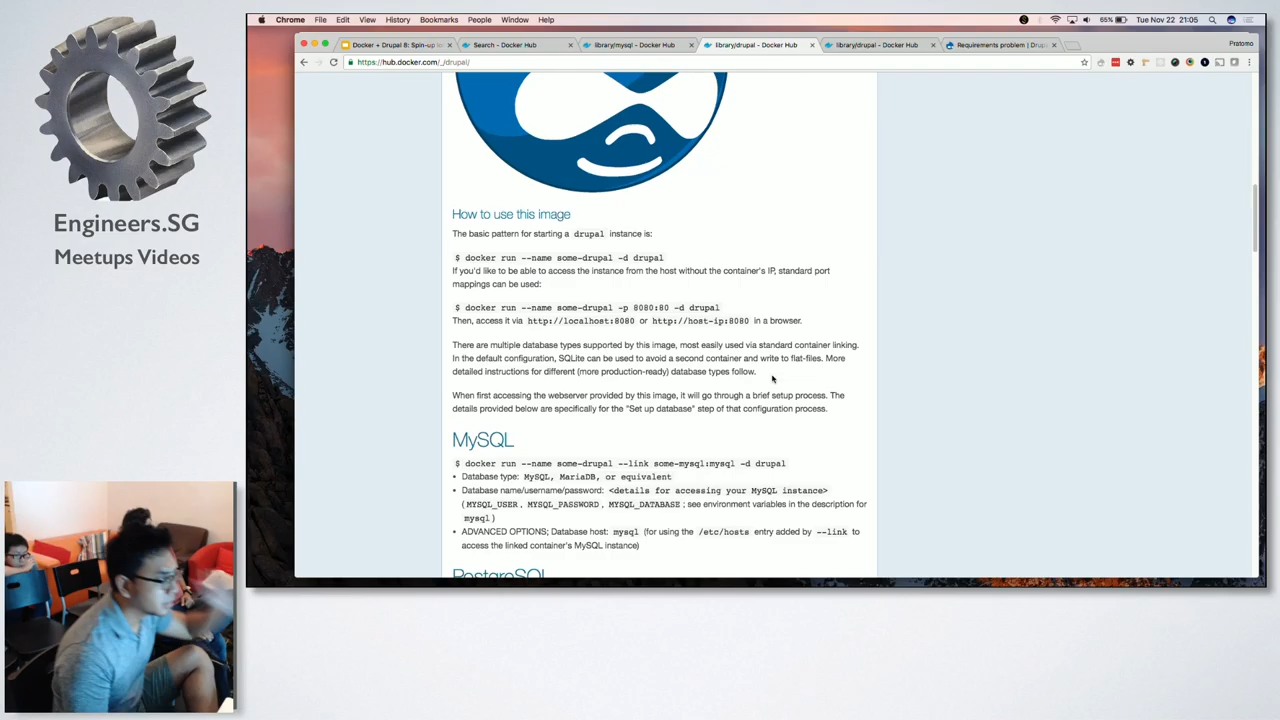 Chrome File Edit View History Bookmarks People Window Help
65% Tue Nov 22 21:05
Docker + Drupal 8: Spin-up
Search - Docker Hub
library/mysql - Docker Hub
library/drupal - Docker Hub
library/drupal - Docker Hub
Requirements problem | Drup
Pratomo
https://hub.docker.com/_/drupal/
Engineers.SG
Meetups Videos
How to use this image
The basic pattern for starting a drupal instance is:
$ docker run --name some-drupal -d drupal
If you'd like to be able to access the instance from the host without the container's IP, standard port
mappings can be used:
$ docker run --name some-drupal -p 8080:80 -d drupal
Then, access it via http://localhost:8080 or http://host-ip:8080 in a browser.
There are multiple database types supported by this image, most easily used via standard container linking.
In the default configuration, SQLite can be used to avoid a second container and write to flat-files. More
detailed instructions for different (more production-ready) database types follow.
When first accessing the webserver provided by this image, it will go through a brief setup process. The
details provided below are specifically for the "Set up database" step of that configuration process.
MySQL
$ docker run --name some-drupal --link some-mysql:mysql -d drupal
• Database type: MySQL, MariaDB, or equivalent
• Database name/username/password: <details for accessing your MySQL instance>
( MYSQL_USER , MYSQL_PASSWORD , MYSQL_DATABASE ; see environment variables in the description for
mysql )
• ADVANCED OPTIONS; Database host: mysql (for using the /etc/hosts entry added by --link to
access the linked container's MySQL instance)
PostgreSQL